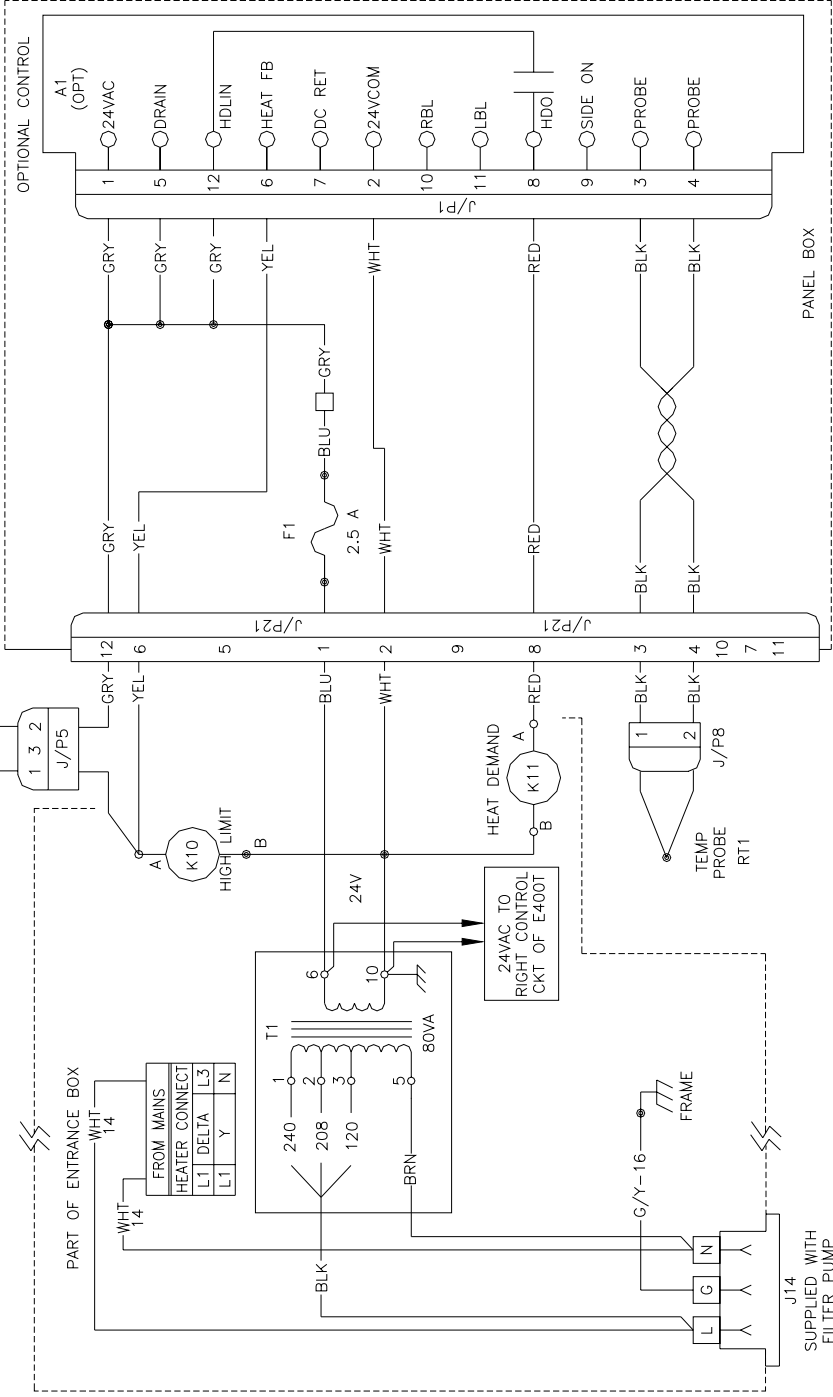 OPTIONAL CONTROL
A1
(OPT)
24VAC
DRAIN
HDLIN
HEAT FB
DC RET
24VCOM
RBL
LBL
HDO
SIDE ON
PROBE
PROBE
1
5
12
6
7
2
10
11
8
9
3
4
J/P1
GRY
GRY
GRY
YEL
WHT
RED
BLK
BLK
PANEL BOX
GRY
BLU
F1
2.5 A
GRY
YEL
WHT
RED
BLK
BLK
J/P21
J/P21
12
6
5
1
2
9
8
3
4
10
7
11
GRY
YEL
BLU
WHT
RED
BLK
BLK
1 3 2
J/P5
1
2
J/P8
A
K10
HIGH LIMIT
B
HEAT DEMAND
A
K11
B
TEMP
PROBE
RT1
24V
24VAC TO
RIGHT CONTROL
CKT OF E400T
T1
80VA
6
10
1
2
3
5
240
208
120
BRN
BLK
PART OF ENTRANCE BOX
WHT
14
WHT
14
FROM MAINS
HEATER CONNECT
L1 DELTA L3
L1 Y N
G/Y-16
FRAME
L
G
N
J14
SUPPLIED WITH
FILTER PUMP